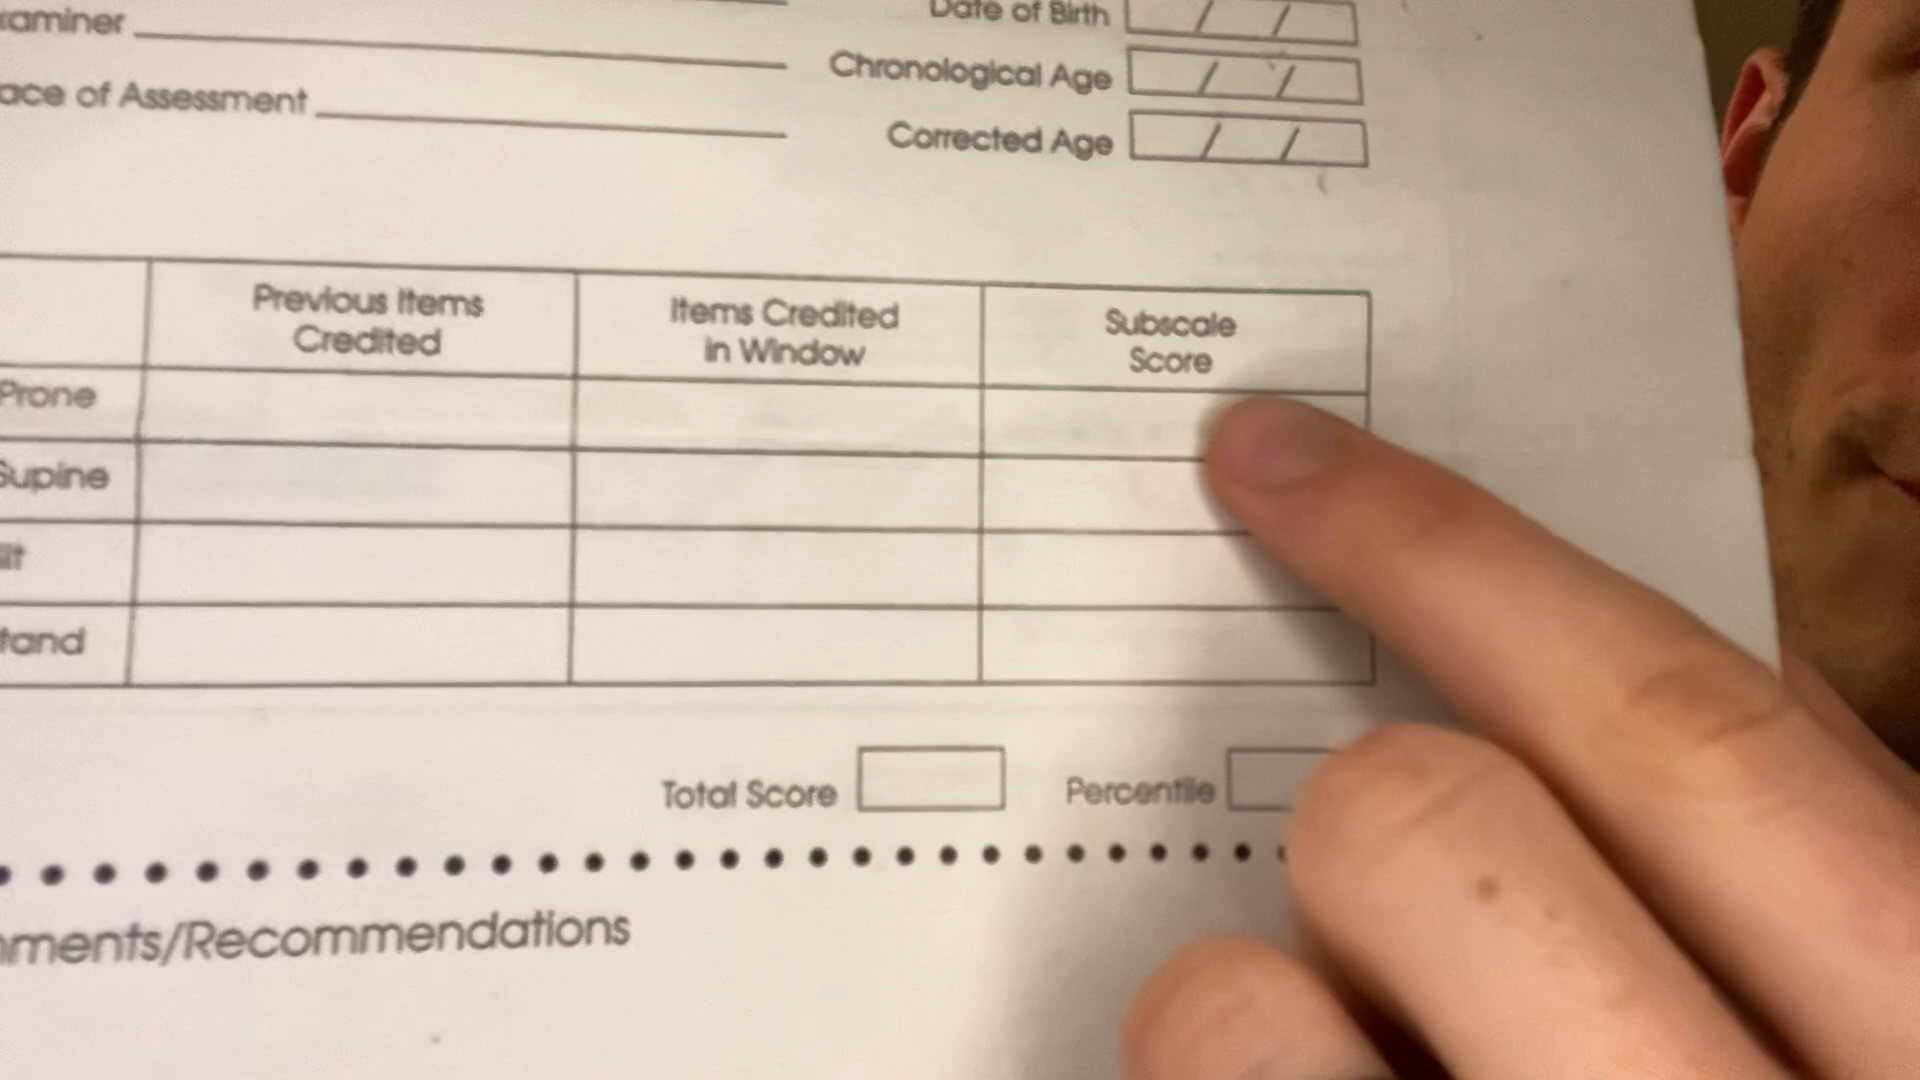 xaminer
Date of Birth / /
Chronological Age / /
ace of Assessment
Corrected Age / /
Previous Items
Credited
Items Credited
in Window
Subscale
Score
Prone
Supine
it
tand
Total Score
Percentile
ments/Recommendations